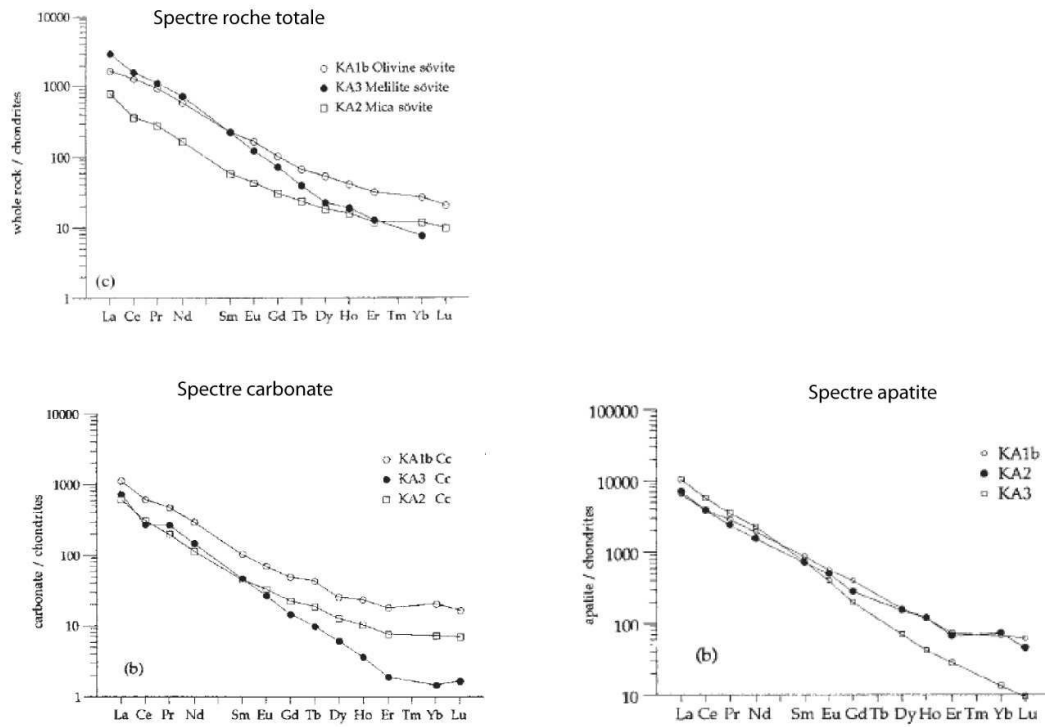 Spectre roche totale
10000
1000
100
10
1
whole rock / chondrites
KA1b Olivine sövite
KA3 Melilite sövite
KA2 Mica sövite
(c)
La Ce Pr Nd Sm Eu Gd Tb Dy Ho Er Tm Yb Lu
Spectre carbonate
10000
1000
100
10
1
carbonate / chondrites
KA1b Cc
KA3 Cc
KA2 Cc
(b)
La Ce Pr Nd Sm Eu Gd Tb Dy Ho Er Tm Yb Lu
Spectre apatite
100000
10000
1000
100
10
apatite / chondrites
KA1b
KA2
KA3
(b)
La Ce Pr Nd Sm Eu Gd Tb Dy Ho Er Tm Yb Lu